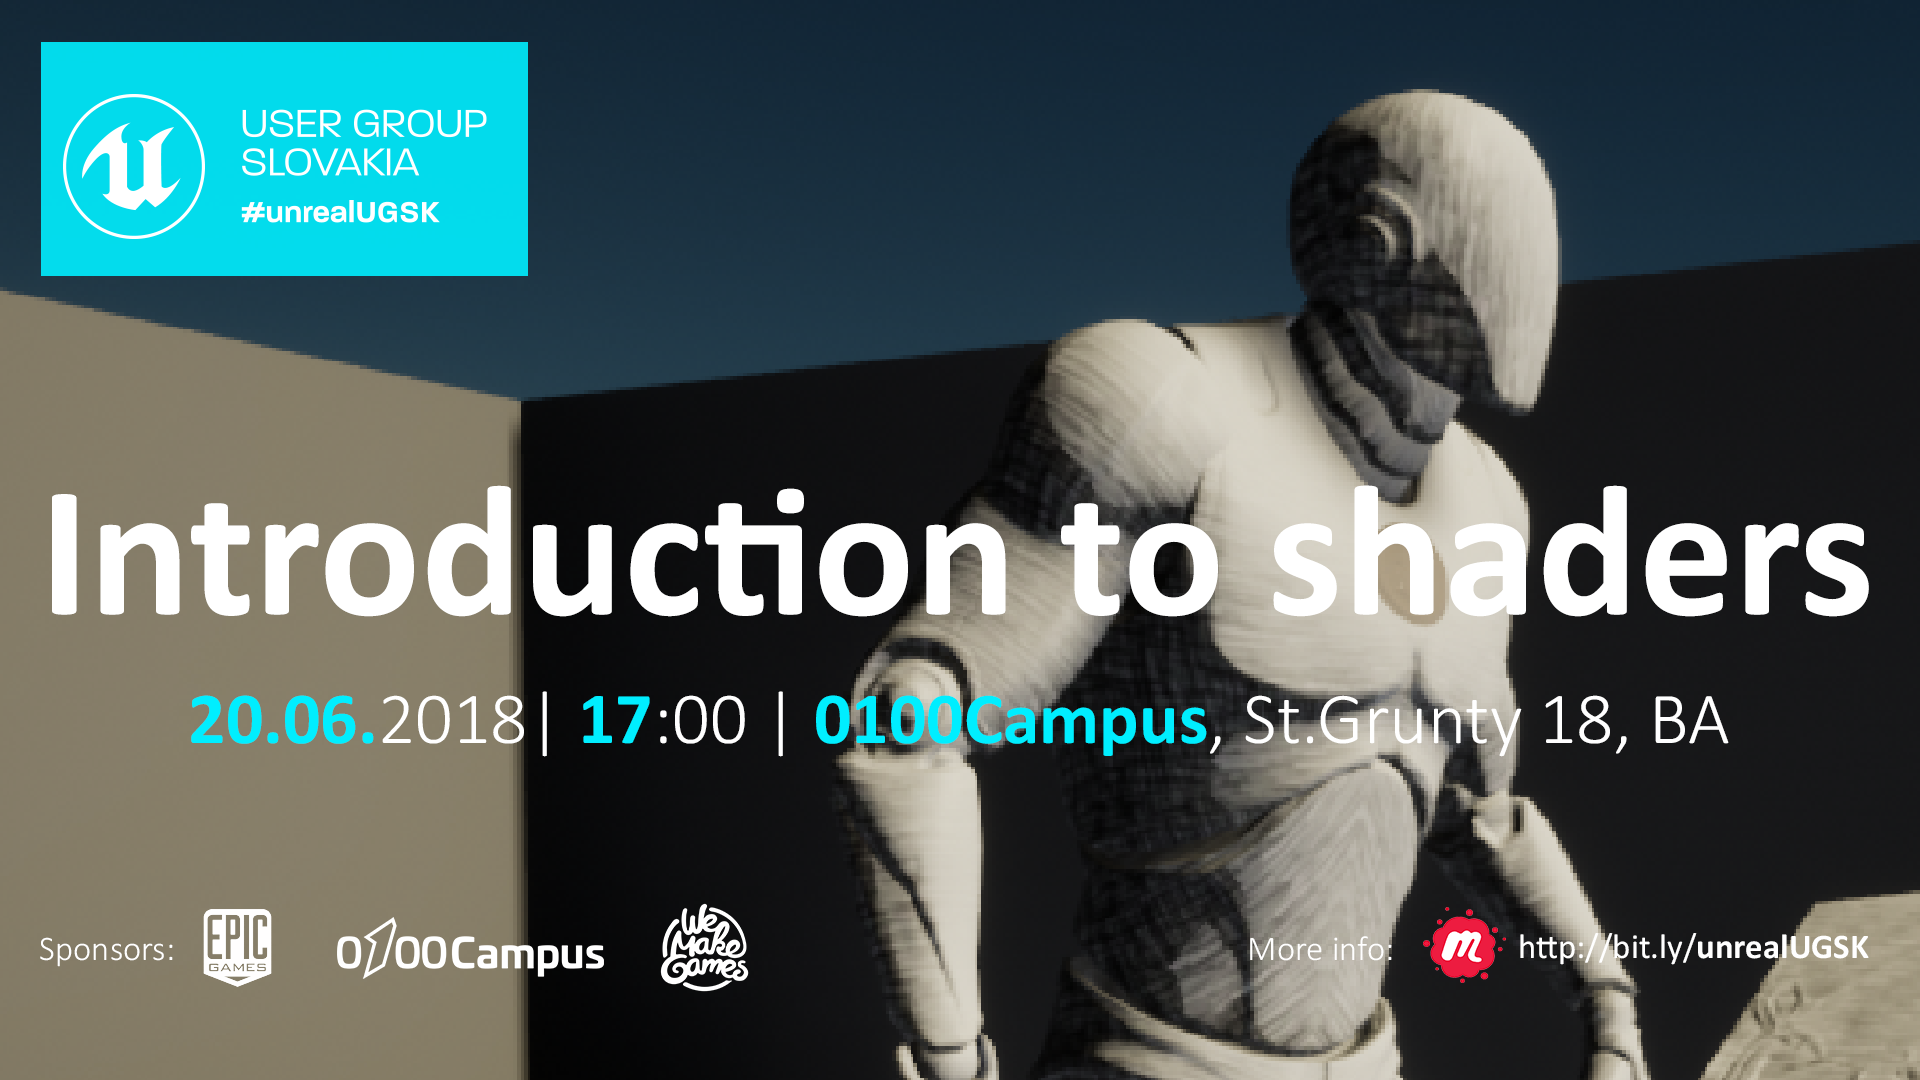 USER GROUP
SLOVAKIA
#unrealUGSK
Introduction to shaders
20.06.2018| 17:00 | 0100Campus, St.Grunty 18, BA
Sponsors: EPIC GAMES 0100Campus We Make Games
More info: m http://bit.ly/unrealUGSK